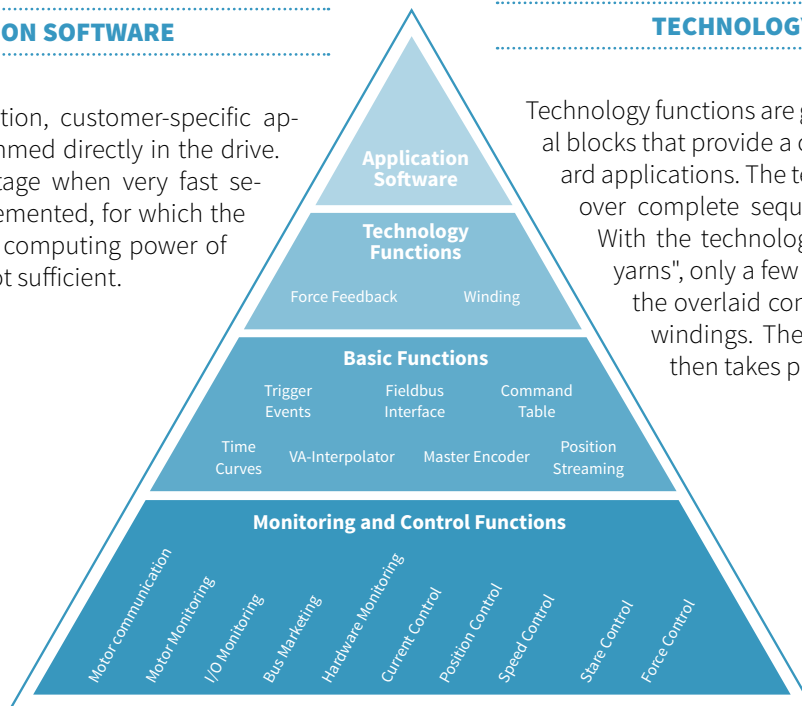 ON SOFTWARE
tion, customer-specific ap-
nmed directly in the drive.
tage when very fast se-
emented, for which the
computing power of
ot sufficient.
TECHNOLOGY
Technology functions are g
al blocks that provide a c
ard applications. The te
over complete sequ
With the technolog
yarns", only a few
the overlaid con
windings. The
then takes p
Application
Software
Technology
Functions
Force Feedback Winding
Basic Functions
Trigger Fieldbus Command
Events Interface Table
Time VA-Interpolator Master Encoder Position
Curves Streaming
Monitoring and Control Functions
Motor communication
Motor Monitoring
I/O Monitoring
Bus Marketing
Hardware Monitoring
Current Control
Position Control
Speed Control
Stare Control
Force Control